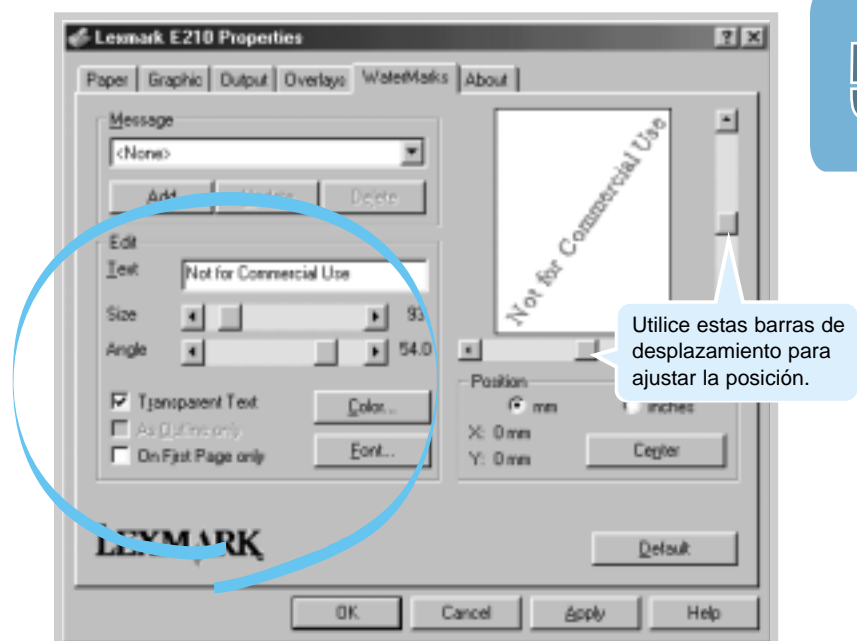 Lexmark E210 Properties
Paper Graphic Output Overlays WaterMarks About
Message
<None>
Add Update Delete
Edit
Text Not for Commercial Use
Size 93
Angle 54.0
Transparent Text
Color...
As Outline only
On First Page only
Font...
Not for Commercial Use
Utilice estas barras de
desplazamiento para
ajustar la posición.
Position
mm inches
X: 0 mm
Y: 0 mm
Center
LEXMARK
Default
OK Cancel Apply Help